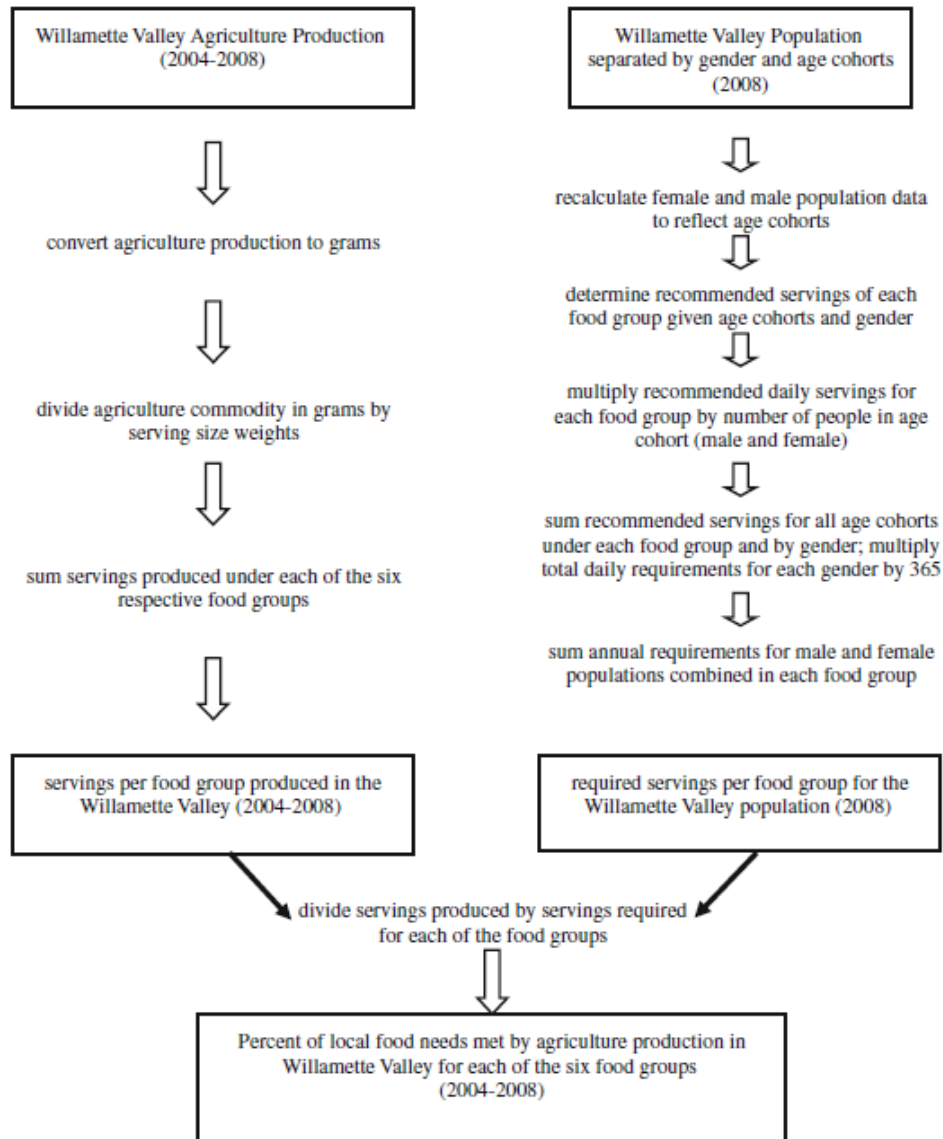 Willamette Valley Agriculture Production
(2004-2008)
convert agriculture production to grams
divide agriculture commodity in grams by
serving size weights
sum servings produced under each of the six
respective food groups
servings per food group produced in the
Willamette Valley (2004-2008)
Willamette Valley Population
separated by gender and age cohorts
(2008)
recalculate female and male population data
to reflect age cohorts
determine recommended servings of each
food group given age cohorts and gender
multiply recommended daily servings for
each food group by number of people in age
cohort (male and female)
sum recommended servings for all age cohorts
under each food group and by gender; multiply
total daily requirements for each gender by 365
sum annual requirements for male and female
populations combined in each food group
required servings per food group for the
Willamette Valley population (2008)
divide servings produced by servings required
for each of the food groups
Percent of local food needs met by agriculture production in
Willamette Valley for each of the six food groups
(2004-2008)